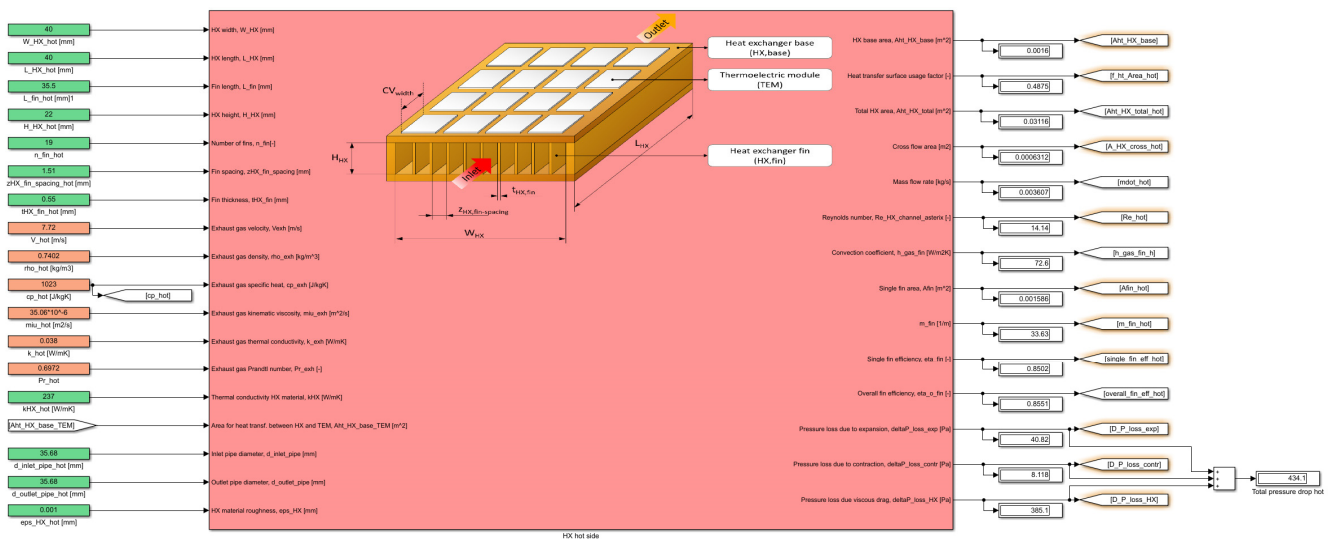 40
W_HX_hot [mm]
40
L_HX_hot [mm]
35.5
L_fin_hot [mm]1
22
H_HX_hot [mm]
19
n_fin_hot
1.51
zHX_fin_spacing_hot [mm]
0.55
tHX_fin_hot [mm]
7.72
V_hot [m/s]
0.7402
rho_hot [kg/m3]
1023
cp_hot [J/kgK]
[cp_hot]
35.06*10^-6
miu_hot [m2/s]
0.038
k_hot [W/mK]
0.6972
Pr_hot
237
kHX_hot [W/mK]
[Aht_HX_base_TEM]
35.68
d_inlet_pipe_hot [mm]
35.68
d_outlet_pipe_hot [mm]
0.001
eps_HX_hot [mm]
HX width, W_HX [mm]
HX length, L_HX [mm]
Fin length, L_fin [mm]
HX height, H_HX [mm]
Number of fins, n_fin[-]
Fin spacing, zHX_fin_spacing [mm]
Fin thickness, tHX_fin [mm]
Exhaust gas velocity, Vexh [m/s]
Exhaust gas density, rho_exh [kg/m^3]
Exhaust gas specific heat, cp_exh [J/kgK]
Exhaust gas kinematic viscosity, miu_exh [m^2/s]
Exhaust gas thermal conductivity, k_exh [W/mK]
Exhaust gas Prandtl number, Pr_exh [-]
Thermal conductivity HX material, kHX [W/mK]
Area for heat transf. between HX and TEM, Aht_HX_base_TEM [m^2]
Inlet pipe diameter, d_inlet_pipe [mm]
Outlet pipe diameter, d_outlet_pipe [mm]
HX material roughness, eps_HX [mm]
Outlet
Heat exchanger base
(HX,base)
Thermoelectric module
(TEM)
CVwidth
HHX
LHX
Heat exchanger fin
(HX,fin)
Inlet
tHX,fin
zHX,fin-spacing
WHX
HX base area, Aht_HX_base [m^2]
Heat transfer surface usage factor [-]
Total HX area, Aht_HX_total [m^2]
Cross flow area [m2]
Mass flow rate [kg/s]
Reynolds number, Re_HX_channel_asterix [-]
Convection coefficient, h_gas_fin [W/m2K]
Single fin area, Afin [m^2]
m_fin [1/m]
Single fin efficiency, eta_fin [-]
Overall fin efficiency, eta_o_fin [-]
Pressure loss due to expansion, deltaP_loss_exp [Pa]
Pressure loss due to contraction, deltaP_loss_contr [Pa]
Pressure loss due viscous drag, deltaP_loss_HX [Pa]
HX hot side
[Aht_HX_base]
0.0016
[f_ht_Area_hot]
0.4875
[Aht_HX_total_hot]
0.03116
[A_HX_cross_hot]
0.0006312
[mdot_hot]
0.003607
[Re_hot]
14.14
[h_gas_fin_h]
72.6
[Afin_hot]
0.001586
[m_fin_hot]
33.63
[single_fin_eff_hot]
0.8502
[overall_fin_eff_hot]
0.8551
[D_P_loss_exp]
40.82
[D_P_loss_contr]
8.118
[D_P_loss_HX]
385.1
+
+
+
434.1
Total pressure drop hot